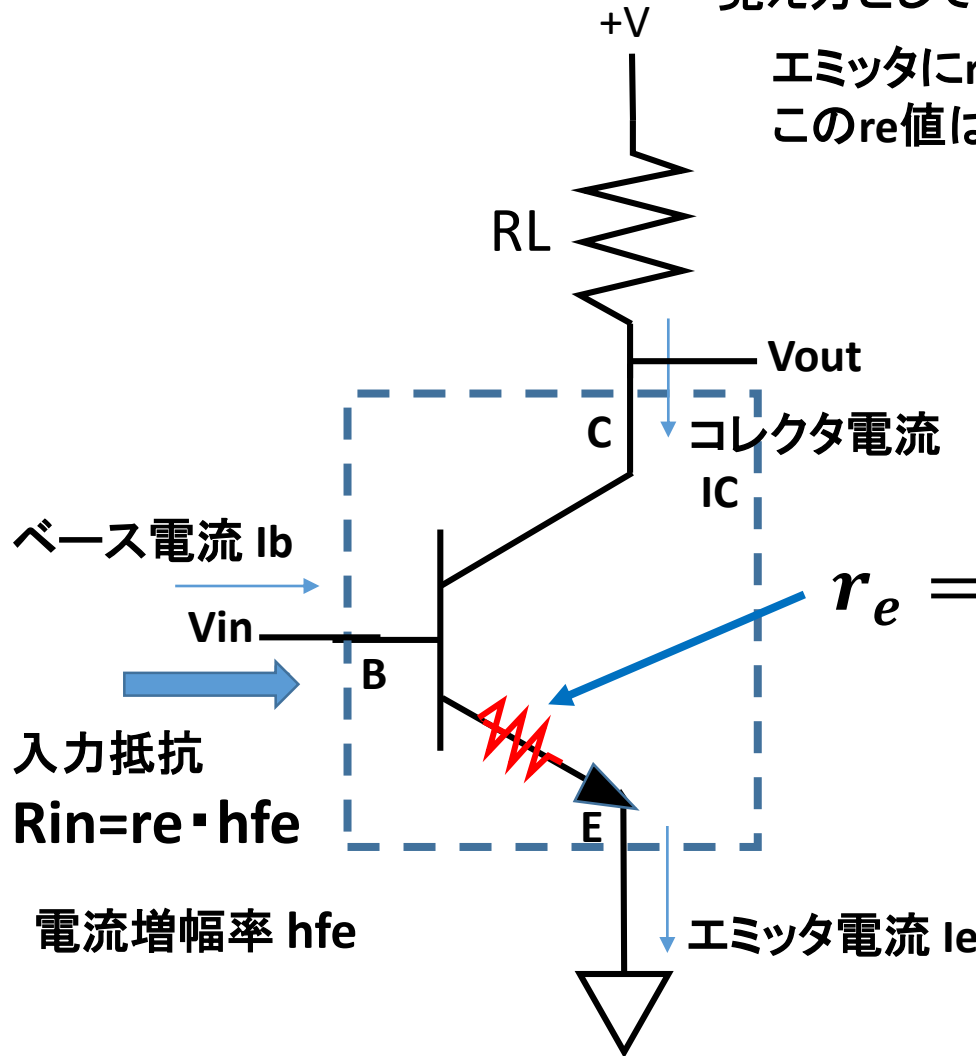 +V
エミッタにr
このre値は
RL
Vout
C
コレクタ電流
IC
ベース電流 Ib
re =
Vin
B
入力抵抗
Rin=re・hfe
E
電流増幅率 hfe
エミッタ電流 Ie